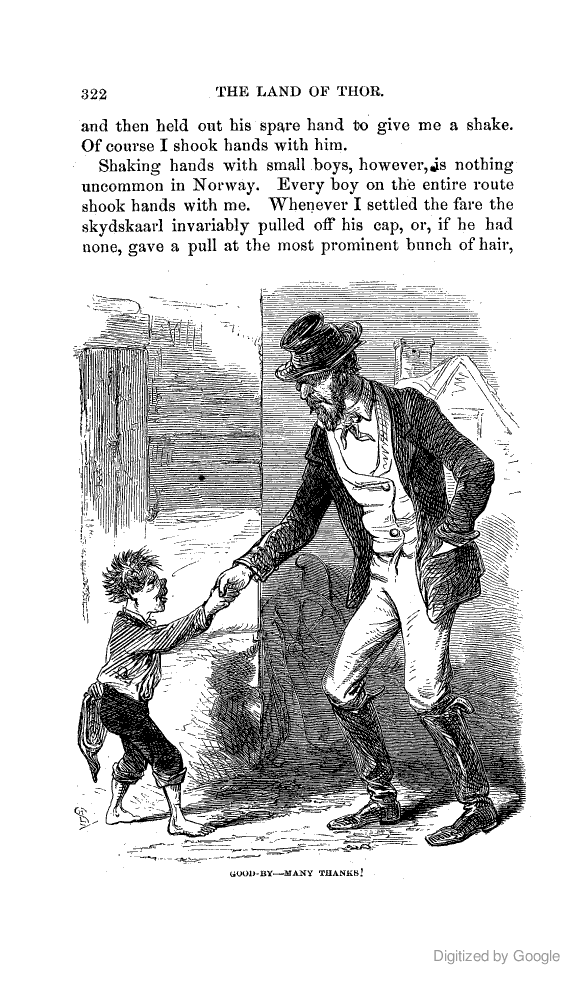 322 THE LAND OF THOR.
and then held out his spare hand to give me a shake.
Of course I shook hands with him.
Shaking hands with small boys, however, is nothing
uncommon in Norway. Every boy on the entire route
shook hands with me. Whenever I settled the fare the
skydskaarl invariably pulled off his cap, or, if he had
none, gave a pull at the most prominent bunch of hair,
GOOD-BY—MANY THANKS!
Digitized by Google